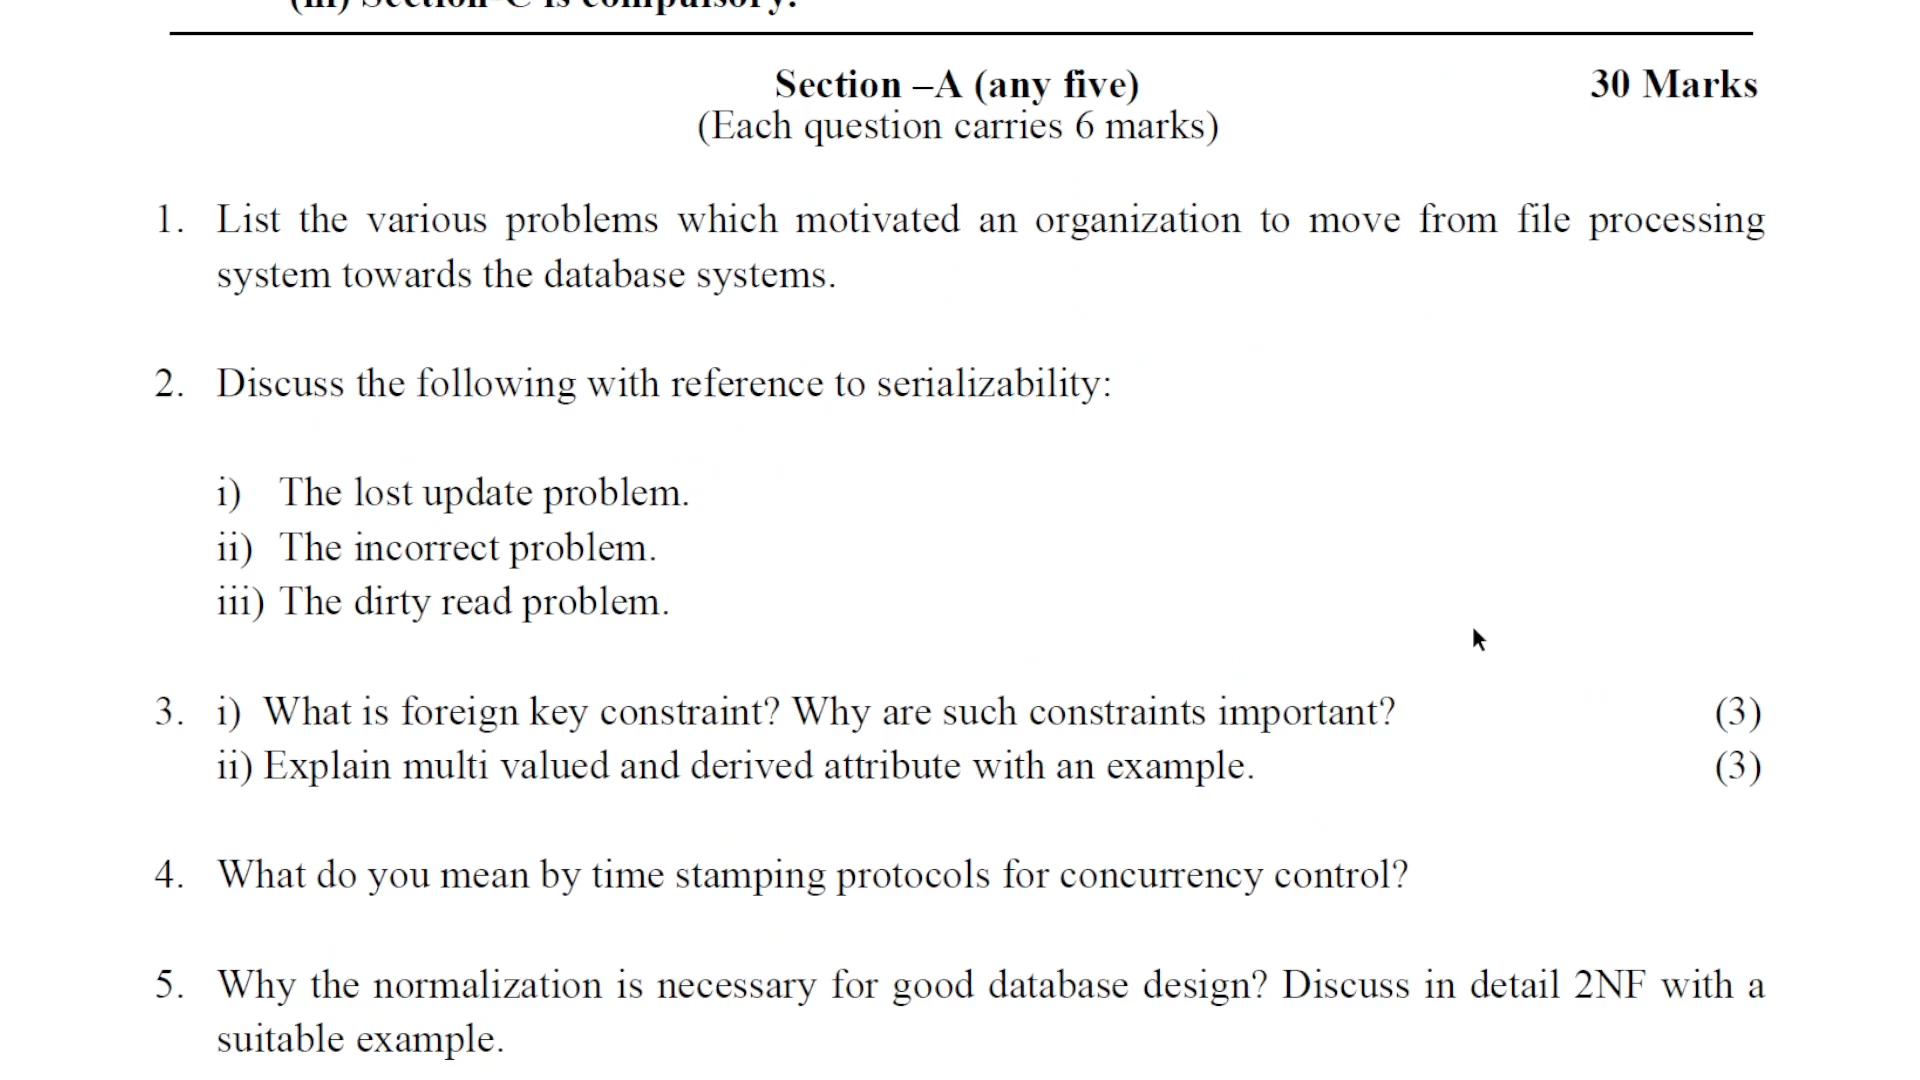 (iii) Section-C is compulsory.
Section –A (any five) 30 Marks
(Each question carries 6 marks)
1. List the various problems which motivated an organization to move from file processing
system towards the database systems.
2. Discuss the following with reference to serializability:
i) The lost update problem.
ii) The incorrect problem.
iii) The dirty read problem.
3. i) What is foreign key constraint? Why are such constraints important? (3)
ii) Explain multi valued and derived attribute with an example. (3)
4. What do you mean by time stamping protocols for concurrency control?
5. Why the normalization is necessary for good database design? Discuss in detail 2NF with a
suitable example.